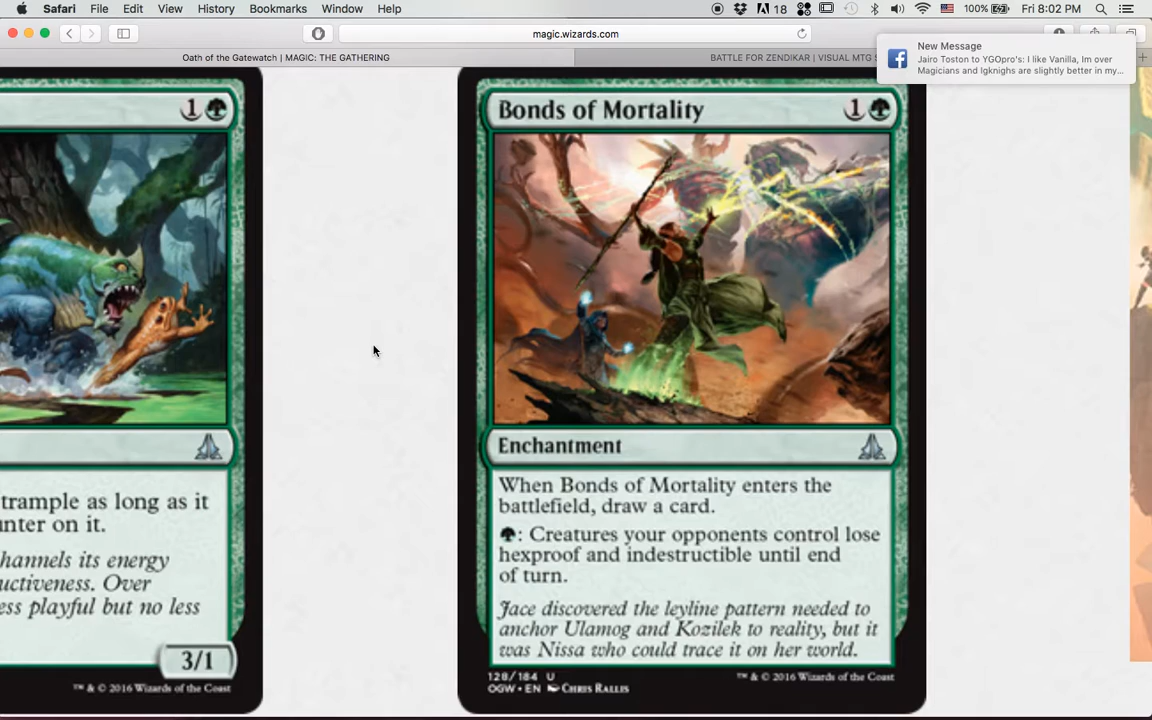 Safari File Edit View History Bookmarks Window Help 18 100% Fri 8:02 PM
magic.wizards.com
Oath of the Gatewatch | MAGIC: THE GATHERING
BATTLE FOR ZENDIKAR | VISUAL MTG
New Message
Jairo Toston to YGOpro's: I like Vanilla, Im over
Magicians and Igknighs are slightly better in my...
1
trample as long as it
nter on it.
hannels its energy
uctiveness. Over
ess playful but no less
3/1
™ & © 2016 Wizards of the Coast
Bonds of Mortality 1
Enchantment
When Bonds of Mortality enters the
battlefield, draw a card.
: Creatures your opponents control lose
hexproof and indestructible until end
of turn.
Jace discovered the leyline pattern needed to
anchor Ulamog and Kozilek to reality, but it
was Nissa who could trace it on her world.
128/184 U
OGW • EN Chris Rallis
™ & © 2016 Wizards of the Coast